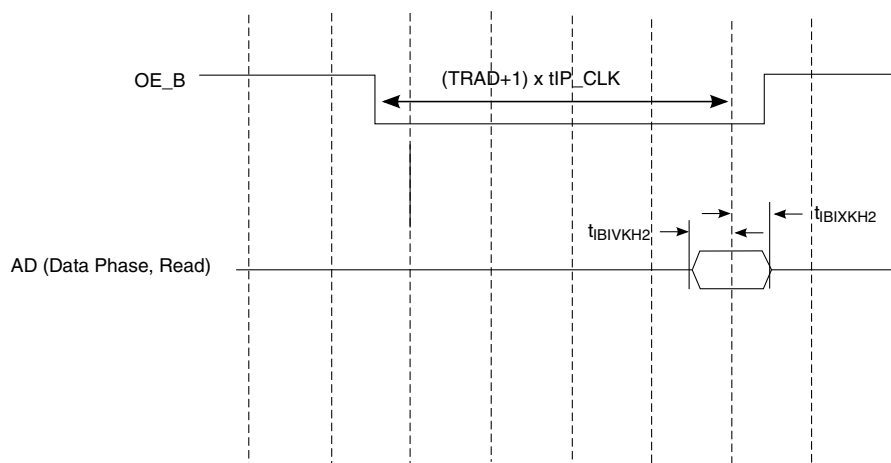 OE_B
(TRAD+1) x tIP_CLK
tIBIVKH2
tIBIXKH2
AD (Data Phase, Read)